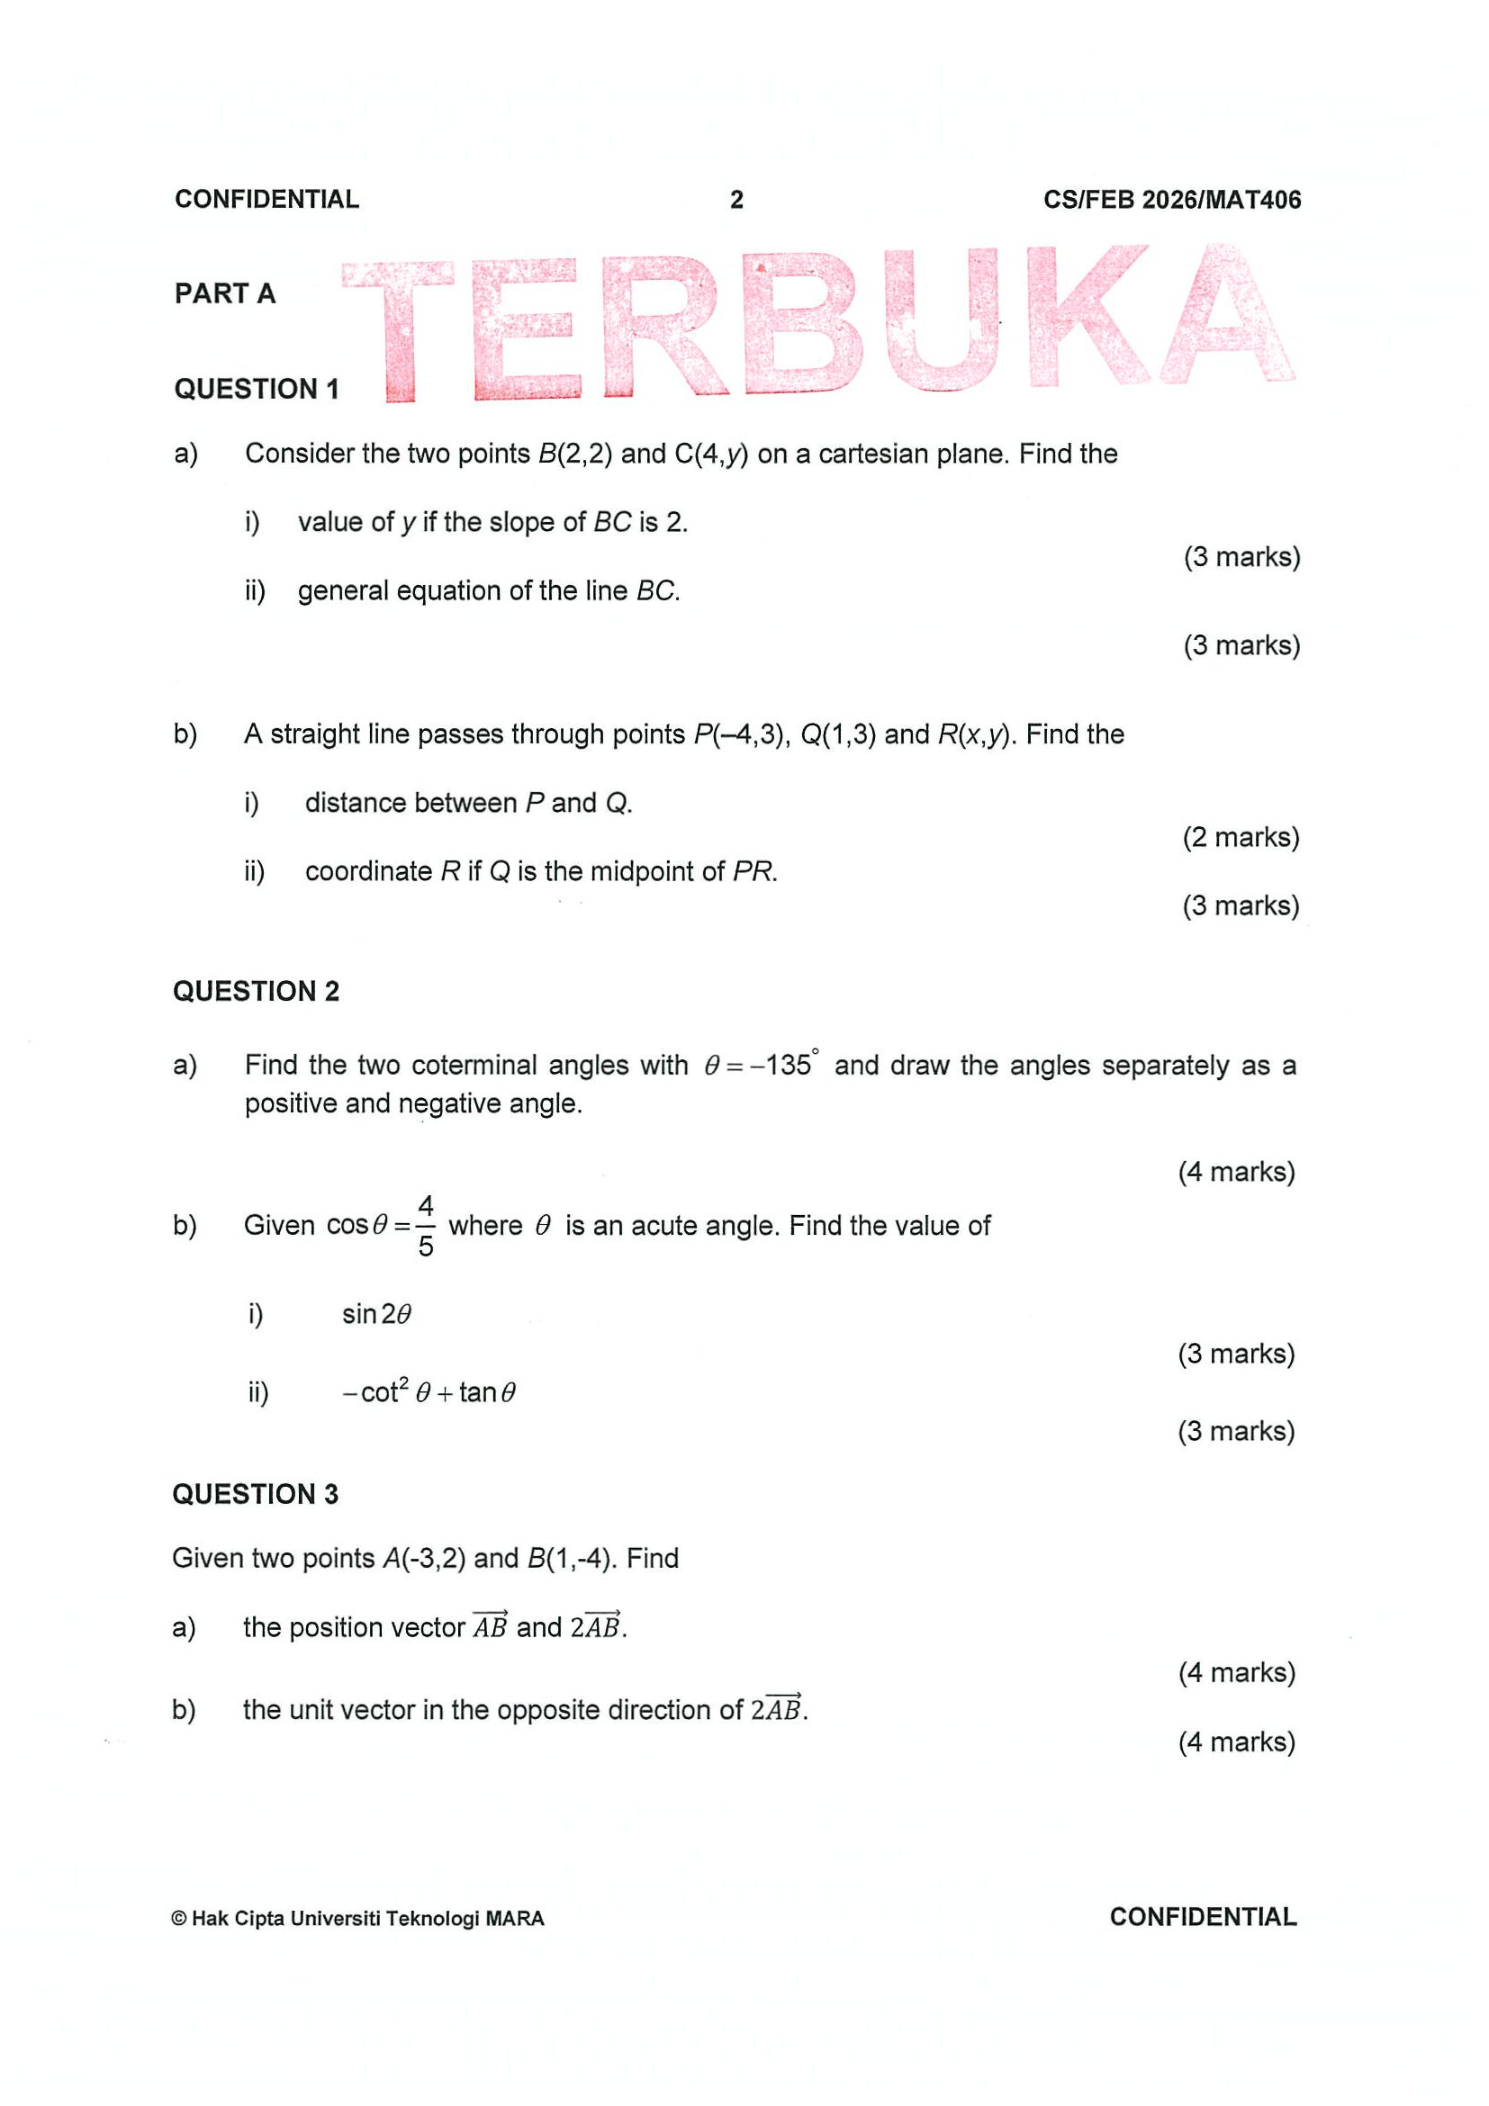 CONFIDENTIAL 2 CS/FEB 2026/MAT406
TERBUKA
PART A
QUESTION 1
a) Consider the two points B(2,2) and C(4,y) on a cartesian plane. Find the
i) value of y if the slope of BC is 2.
(3 marks)
ii) general equation of the line BC.
(3 marks)
b) A straight line passes through points P(–4,3), Q(1,3) and R(x,y). Find the
i) distance between P and Q.
(2 marks)
ii) coordinate R if Q is the midpoint of PR.
(3 marks)
QUESTION 2
a) Find the two coterminal angles with θ = −135° and draw the angles separately as a
positive and negative angle.
(4 marks)
b) Given cos θ = 4/5 where θ is an acute angle. Find the value of
i) sin 2θ
(3 marks)
ii) − cot² θ + tan θ
(3 marks)
QUESTION 3
Given two points A(-3,2) and B(1,-4). Find
a) the position vector \overrightarrow{AB} and 2\overrightarrow{AB}.
(4 marks)
b) the unit vector in the opposite direction of 2\overrightarrow{AB}.
(4 marks)
© Hak Cipta Universiti Teknologi MARA CONFIDENTIAL